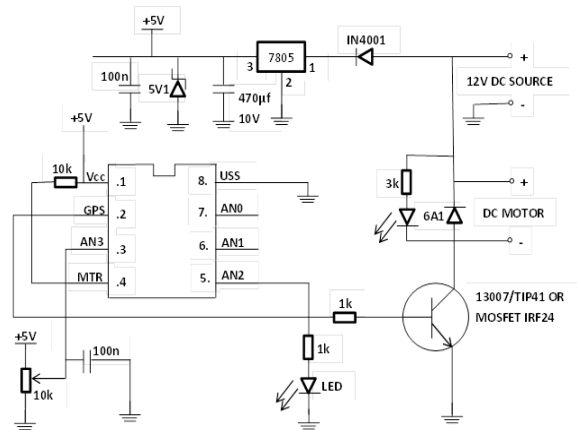 +5V
IN4001
3
7805
1
2
+
100n
5V1
470µf
10V
12V DC SOURCE
-
+5V
10k
Vcc
.1
8.
USS
GPS
.2
7.
AN0
AN3
.3
6.
AN1
MTR
.4
5.
AN2
3k
6A1
+
DC MOTOR
-
1k
13007/TIP41 OR
MOSFET IRF24
+5V
100n
1k
10k
LED